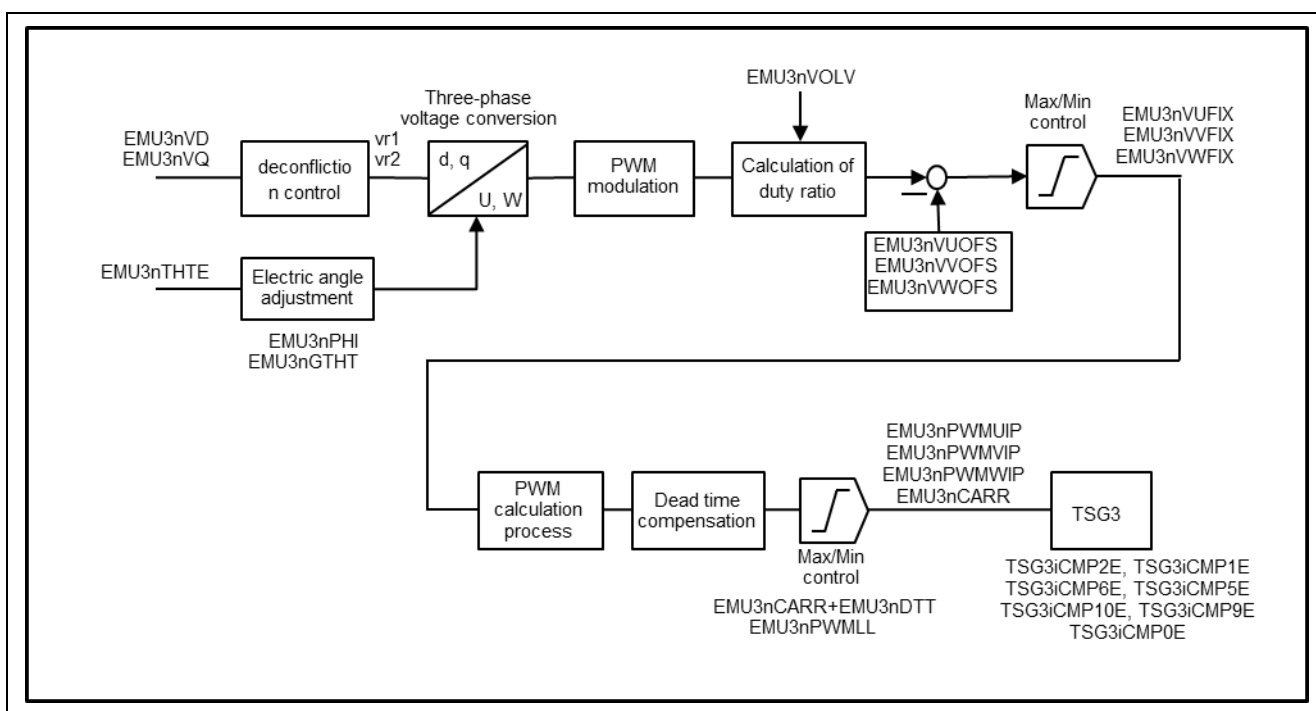 EMU3nVOLV
Three-phase
voltage conversion
Max/Min
control
EMU3nVUFIX
EMU3nVVFIX
EMU3nVWFIX
EMU3nVD
EMU3nVQ
vr1
vr2
deconflictio
n control
d, q
U, W
PWM
modulation
Calculation of
duty ratio
EMU3nVUOFS
EMU3nVVOFS
EMU3nVWOFS
EMU3nTHTE
Electric angle
adjustment
EMU3nPHI
EMU3nGTHT
EMU3nPWMUIP
EMU3nPWMVIP
EMU3nPWMWIP
EMU3nCARR
PWM
calculation
process
Dead time
compensation
TSG3
Max/Min
control
EMU3nCARR+EMU3nDTT
EMU3nPWMLL
TSG3iCMP2E, TSG3iCMP1E
TSG3iCMP6E, TSG3iCMP5E
TSG3iCMP10E, TSG3iCMP9E
TSG3iCMP0E